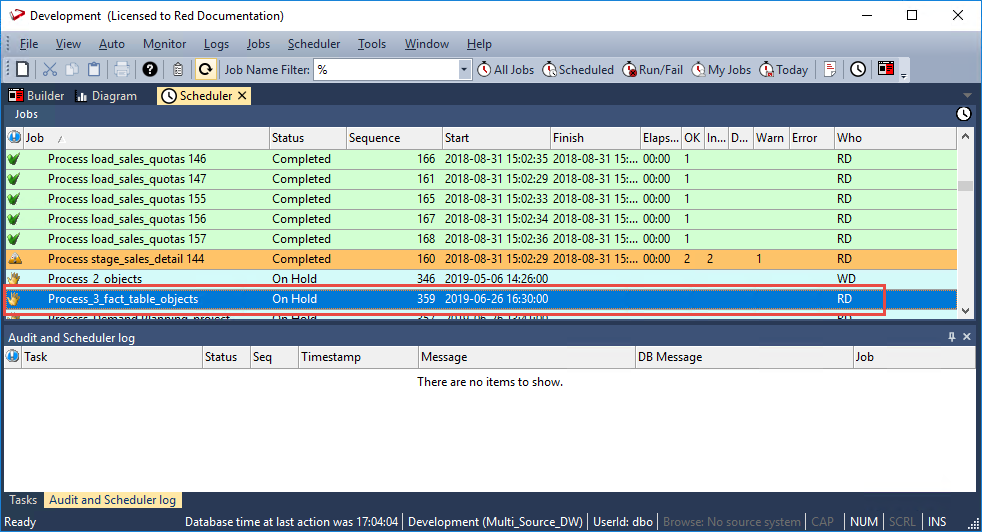 Development (Licensed to Red Documentation)
File View Auto Monitor Logs Jobs Scheduler Tools Window Help
Job Name Filter: % All Jobs Scheduled Run/Fail My Jobs Today
Builder Diagram Scheduler
Jobs
Job Status Sequence Start Finish Elaps... OK In... D... Warn Error Who
Process load_sales_quotas 146 Completed 166 2018-08-31 15:02:35 2018-08-31 15:... 00:00 1 RD
Process load_sales_quotas 147 Completed 161 2018-08-31 15:02:29 2018-08-31 15:... 00:00 1 RD
Process load_sales_quotas 155 Completed 165 2018-08-31 15:02:33 2018-08-31 15:... 00:00 1 RD
Process load_sales_quotas 156 Completed 167 2018-08-31 15:02:34 2018-08-31 15:... 00:00 1 RD
Process load_sales_quotas 157 Completed 168 2018-08-31 15:02:36 2018-08-31 15:... 00:00 1 RD
Process stage_sales_detail 144 Completed 160 2018-08-31 15:02:29 2018-08-31 15:... 00:00 2 2 1 RD
Process_2_objects On Hold 346 2019-05-06 14:26:00 WD
Process_3_fact_table_objects On Hold 359 2019-06-26 16:30:00 RD
Audit and Scheduler log
Task Status Seq Timestamp Message DB Message Job
There are no items to show.
Tasks Audit and Scheduler log
Ready Database time at last action was 17:04:04 Development (Multi_Source_DW) UserId: dbo Browse: No source system CAP NUM SCRL INS